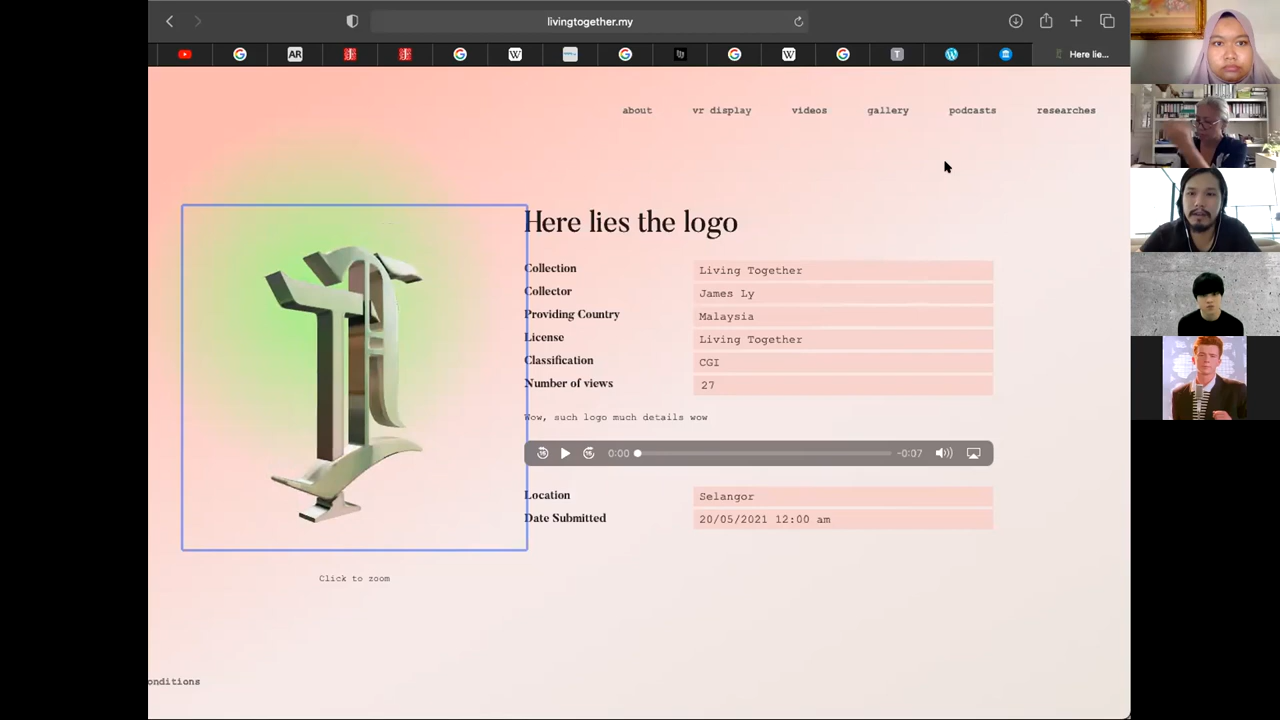 livingtogether.my
AR
W
W
T
Here lies...
about
vr display
videos
gallery
podcasts
researches
Here lies the logo
Collection Living Together
Collector James Ly
Providing Country Malaysia
License Living Together
Classification CGI
Number of views 27
Wow, such logo much details wow
0:00 -0:07
Location Selangor
Date Submitted 20/05/2021 12:00 am
Click to zoom
onditions